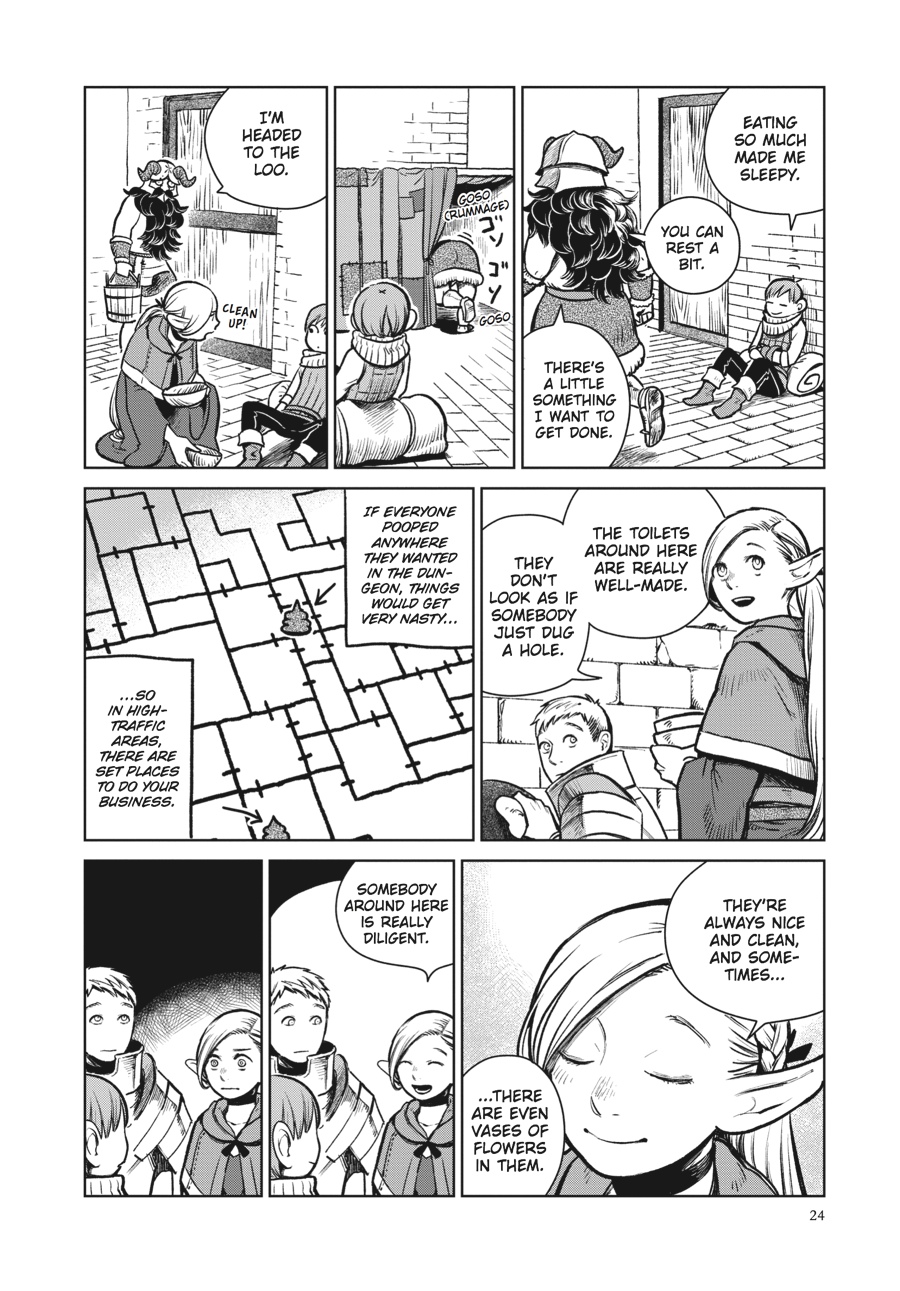 EATING
SO MUCH
MADE ME
SLEEPY.
YOU CAN
REST A
BIT.
THERE'S
A LITTLE
SOMETHING
I WANT TO
GET DONE.
GOSO
(RUMMAGE)
ゴソ
ゴソ
GOSO
I'M
HEADED
TO THE
LOO.
CLEAN
UP!
THE TOILETS
AROUND HERE
ARE REALLY
WELL-MADE.
THEY
DON'T
LOOK AS IF
SOMEBODY
JUST DUG
A HOLE.
IF EVERYONE
POOPED
ANYWHERE
THEY WANTED
IN THE DUN-
GEON, THINGS
WOULD GET
VERY NASTY...
...SO
IN HIGH-
TRAFFIC
AREAS,
THERE ARE
SET PLACES
TO DO YOUR
BUSINESS.
THEY'RE
ALWAYS NICE
AND CLEAN,
AND SOME-
TIMES...
...THERE
ARE EVEN
VASES OF
FLOWERS
IN THEM.
SOMEBODY
AROUND HERE
IS REALLY
DILIGENT.
24